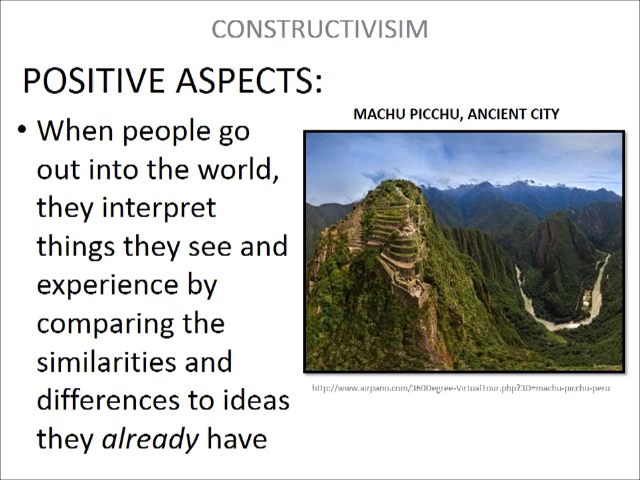 CONSTRUCTIVISIM
POSITIVE ASPECTS:
• When people go
out into the world,
they interpret
things they see and
experience by
comparing the
similarities and
differences to ideas
they already have
MACHU PICCHU, ANCIENT CITY
http://www.airpano.com/360Degree-VirtualTour.php?3D=machu-picchu-peru